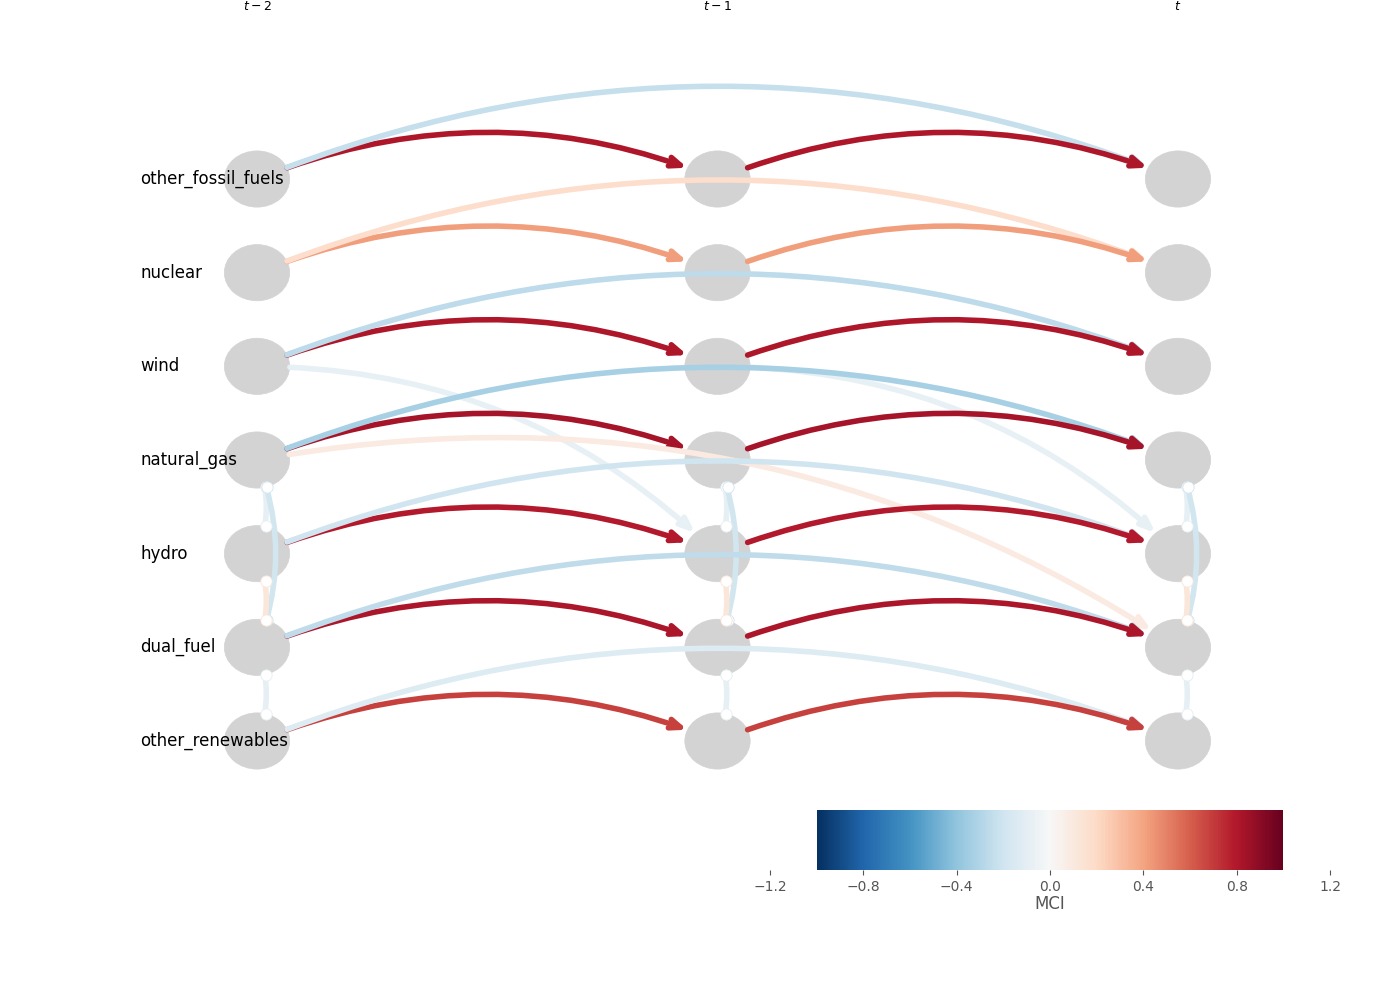 t − 2 t − 1 t
other_fossil_fuels
nuclear
wind
natural_gas
hydro
dual_fuel
other_renewables
−1.2 −0.8 −0.4 0.0 0.4 0.8 1.2
MCI